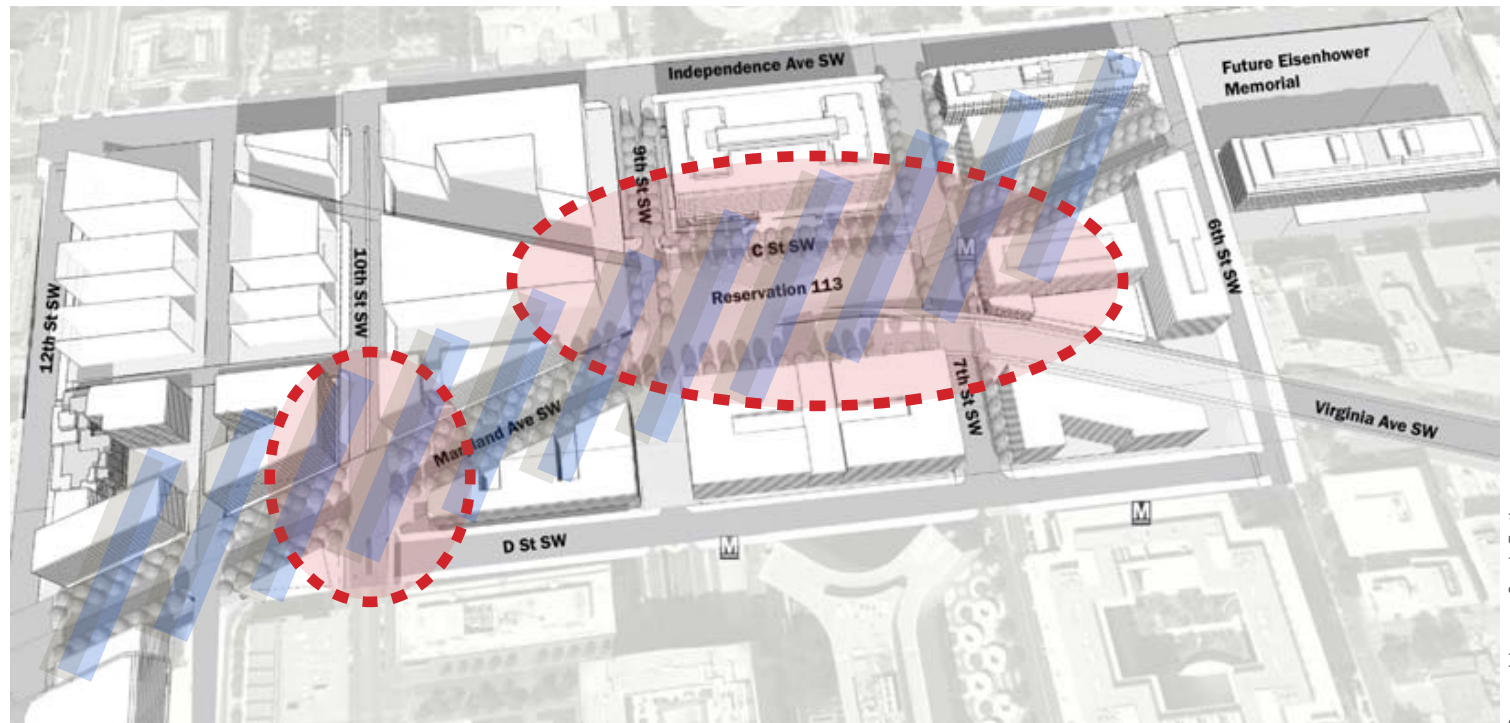 Independence Ave SW
Future Eisenhower
Memorial
9th St SW
C St SW
M
6th St SW
10th St SW
Reservation 113
12th St SW
7th St SW
Virginia Ave SW
Maryland Ave SW
M
D St SW
M